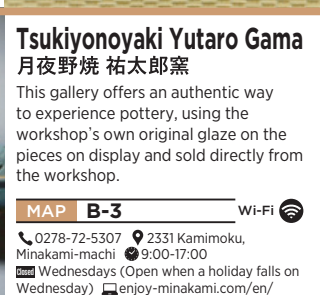 Tsukiyonoyaki Yutaro Gama
月夜野焼 祐太郎窯
This gallery offers an authentic way
to experience pottery, using the
workshop's own original glaze on the
pieces on display and sold directly from
the workshop.
MAP B-3 Wi-Fi
0278-72-5307 2331 Kamimoku,
Minakami-machi 9:00-17:00
Closed Wednesdays (Open when a holiday falls on
Wednesday) enjoy-minakami.com/en/